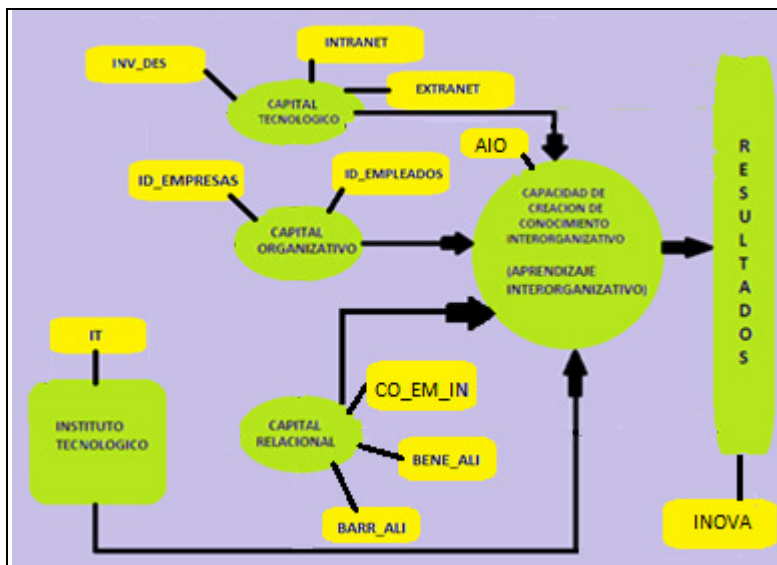 INTRANET
INV_DES
EXTRANET
CAPITAL
TECNOLOGICO
AIO
ID_EMPRESAS
ID_EMPLEADOS
CAPITAL
ORGANIZATIVO
CAPACIDAD DE
CREACION DE
CONOCIMIENTO
INTERORGANIZATIVO
(APRENDIZAJE
INTERORGANIZATIVO)
RESULTADOS
IT
INSTITUTO
TECNOLOGICO
CO_EM_IN
CAPITAL
RELACIONAL
BENE_ALI
BARR_ALI
INOVA